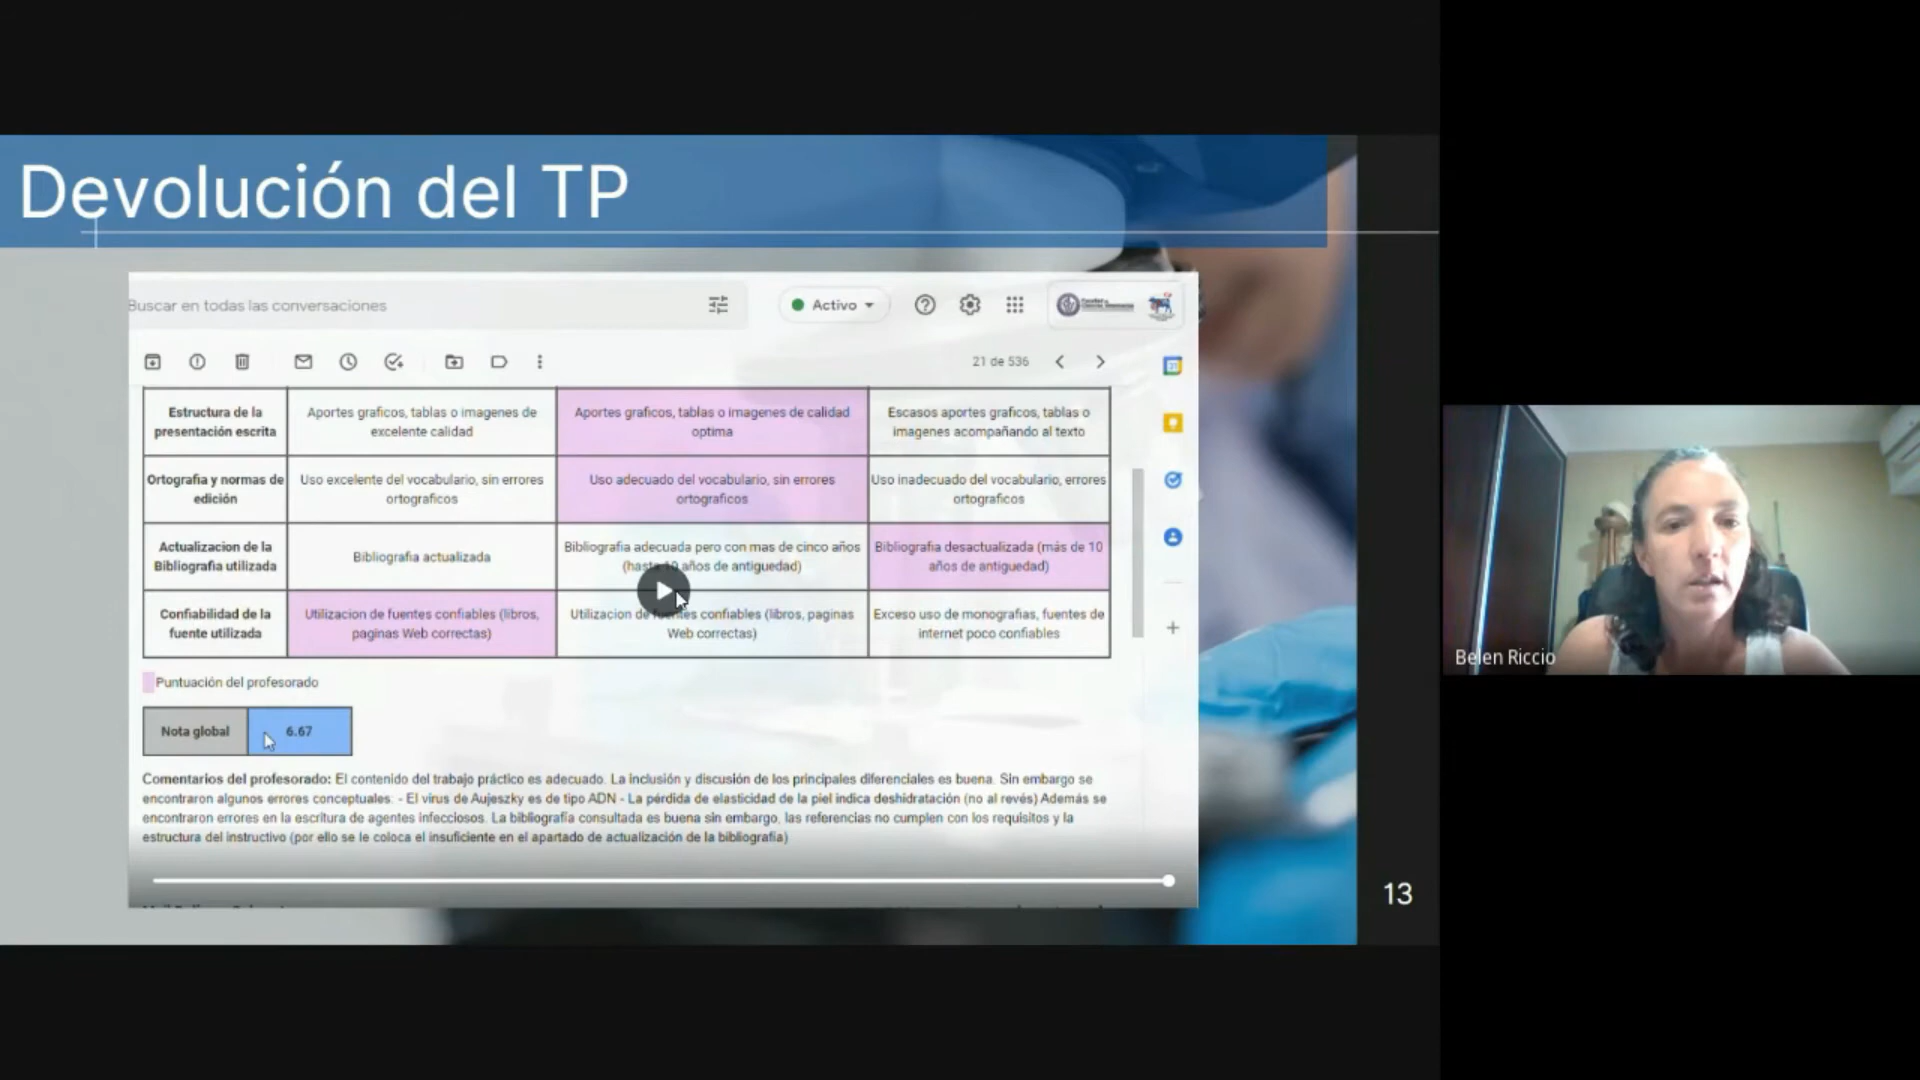 Devolución del TP
Buscar en todas las conversaciones
Activo
21 de 536
Estructura de la
presentación escrita
Aportes graficos, tablas o imagenes de
excelente calidad
Aportes graficos, tablas o imagenes de calidad
optima
Escasos aportes graficos, tablas o
imagenes acompañando al texto
Ortografia y normas de
edición
Uso excelente del vocabulario, sin errores
ortograficos
Uso adecuado del vocabulario, sin errores
ortograficos
Uso inadecuado del vocabulario, errores
ortograficos
Actualizacion de la
Bibliografia utilizada
Bibliografia actualizada
Bibliografia adecuada pero con mas de cinco años
(hasta 10 años de antiguedad)
Bibliografia desactualizada (más de 10
años de antiguedad)
Confiabilidad de la
fuente utilizada
Utilizacion de fuentes confiables (libros,
paginas Web correctas)
Utilizacion de fuentes confiables (libros, paginas
Web correctas)
Exceso uso de monografias, fuentes de
internet poco confiables
Puntuación del profesorado
Nota global
6.67
Comentarios del profesorado: El contenido del trabajo práctico es adecuado. La inclusión y discusión de los principales diferenciales es buena. Sin embargo se
encontraron algunos errores conceptuales: - El virus de Aujeszky es de tipo ADN - La pérdida de elasticidad de la piel indica deshidratación (no al revés) Además se
encontraron errores en la escritura de agentes infecciosos. La bibliografía consultada es buena sin embargo, las referencias no cumplen con los requisitos y la
estructura del instructivo (por ello se le coloca el insuficiente en el apartado de actualización de la bibliografía)
13
Belen Riccio